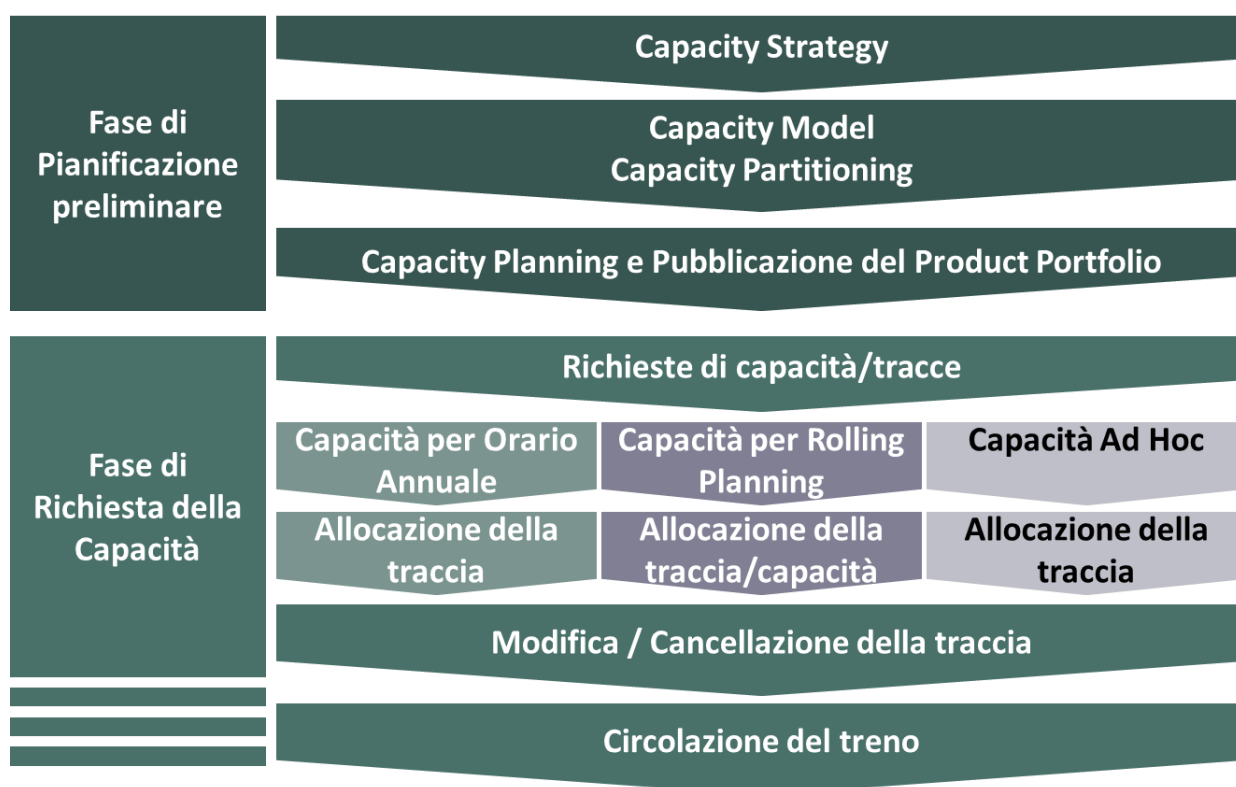 Capacity Strategy
Fase di
Pianificazione
preliminare
Capacity Model
Capacity Partitioning
Capacity Planning e Pubblicazione del Product Portfolio
Richieste di capacità/tracce
Fase di
Richiesta della
Capacità
Capacità per Orario
Annuale
Capacità per Rolling
Planning
Capacità Ad Hoc
Allocazione della
traccia
Allocazione della
traccia/capacità
Allocazione della
traccia
Modifica / Cancellazione della traccia
Circolazione del treno